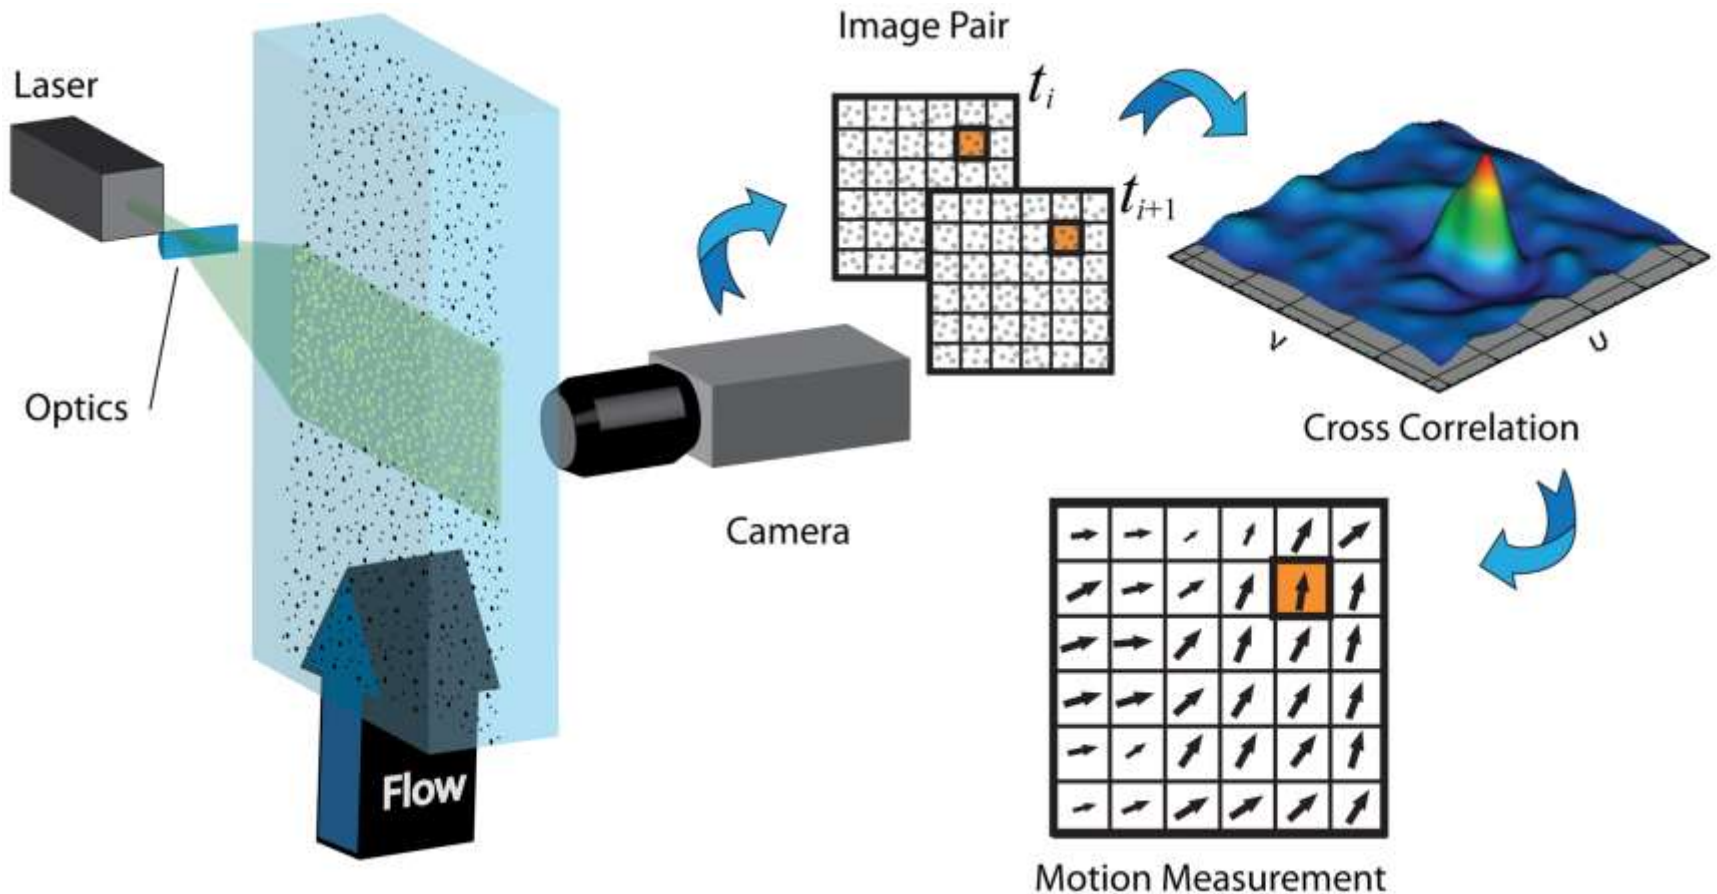 Image Pair
Laser
t_i
t_{i+1}
Optics
V
U
Cross Correlation
Camera
Flow
Motion Measurement